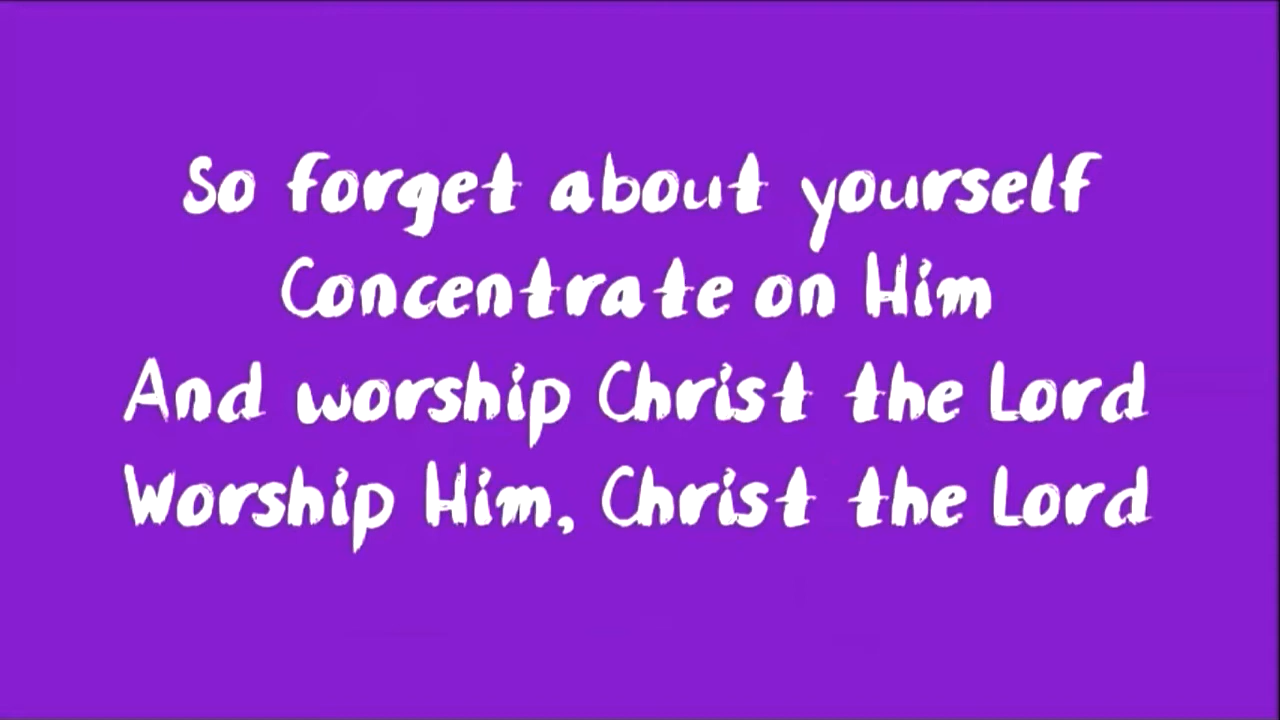 So forget about yourself
Concentrate on Him
And worship Christ the Lord
Worship Him, Christ the Lord